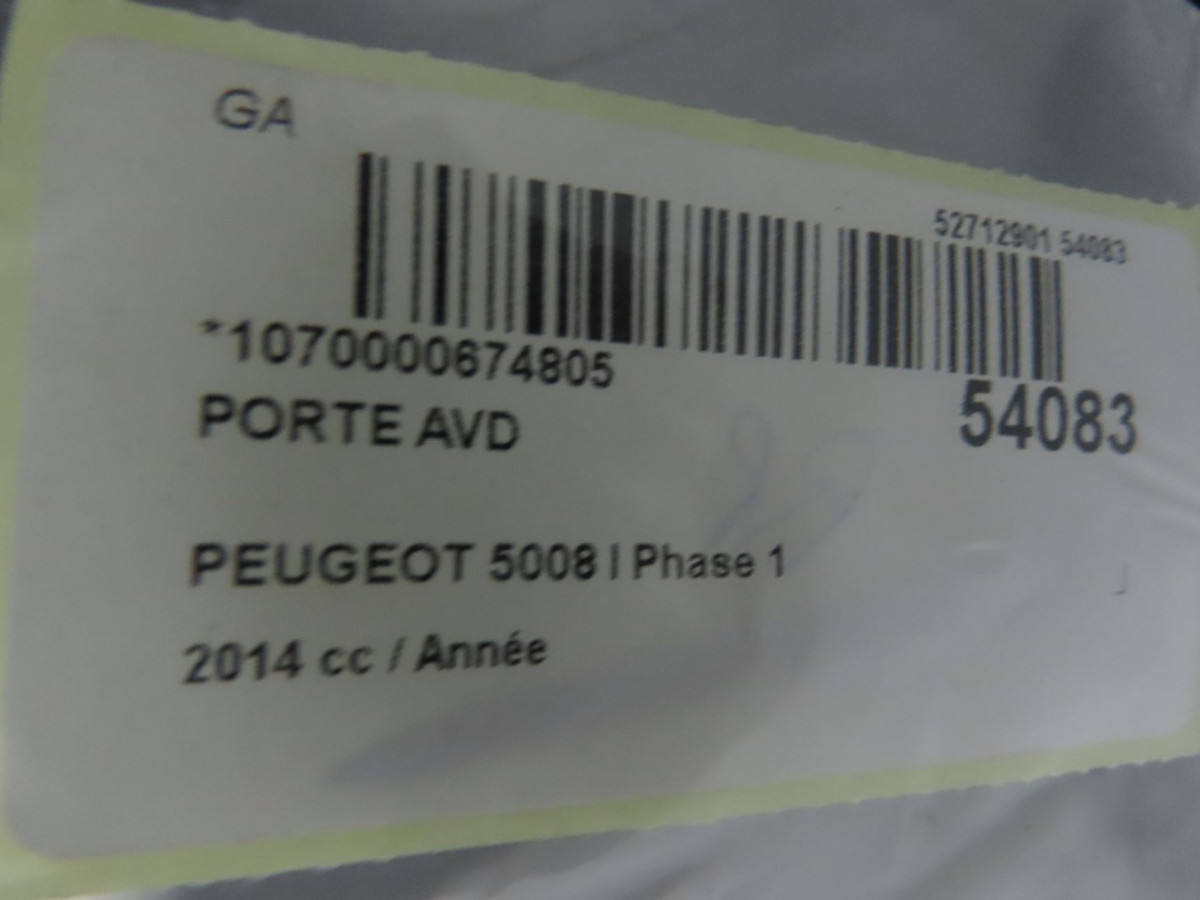 GA
52712901 54083
*1070000674805
54083
PORTE AVD
PEUGEOT 5008 I Phase 1
2014 cc / Année